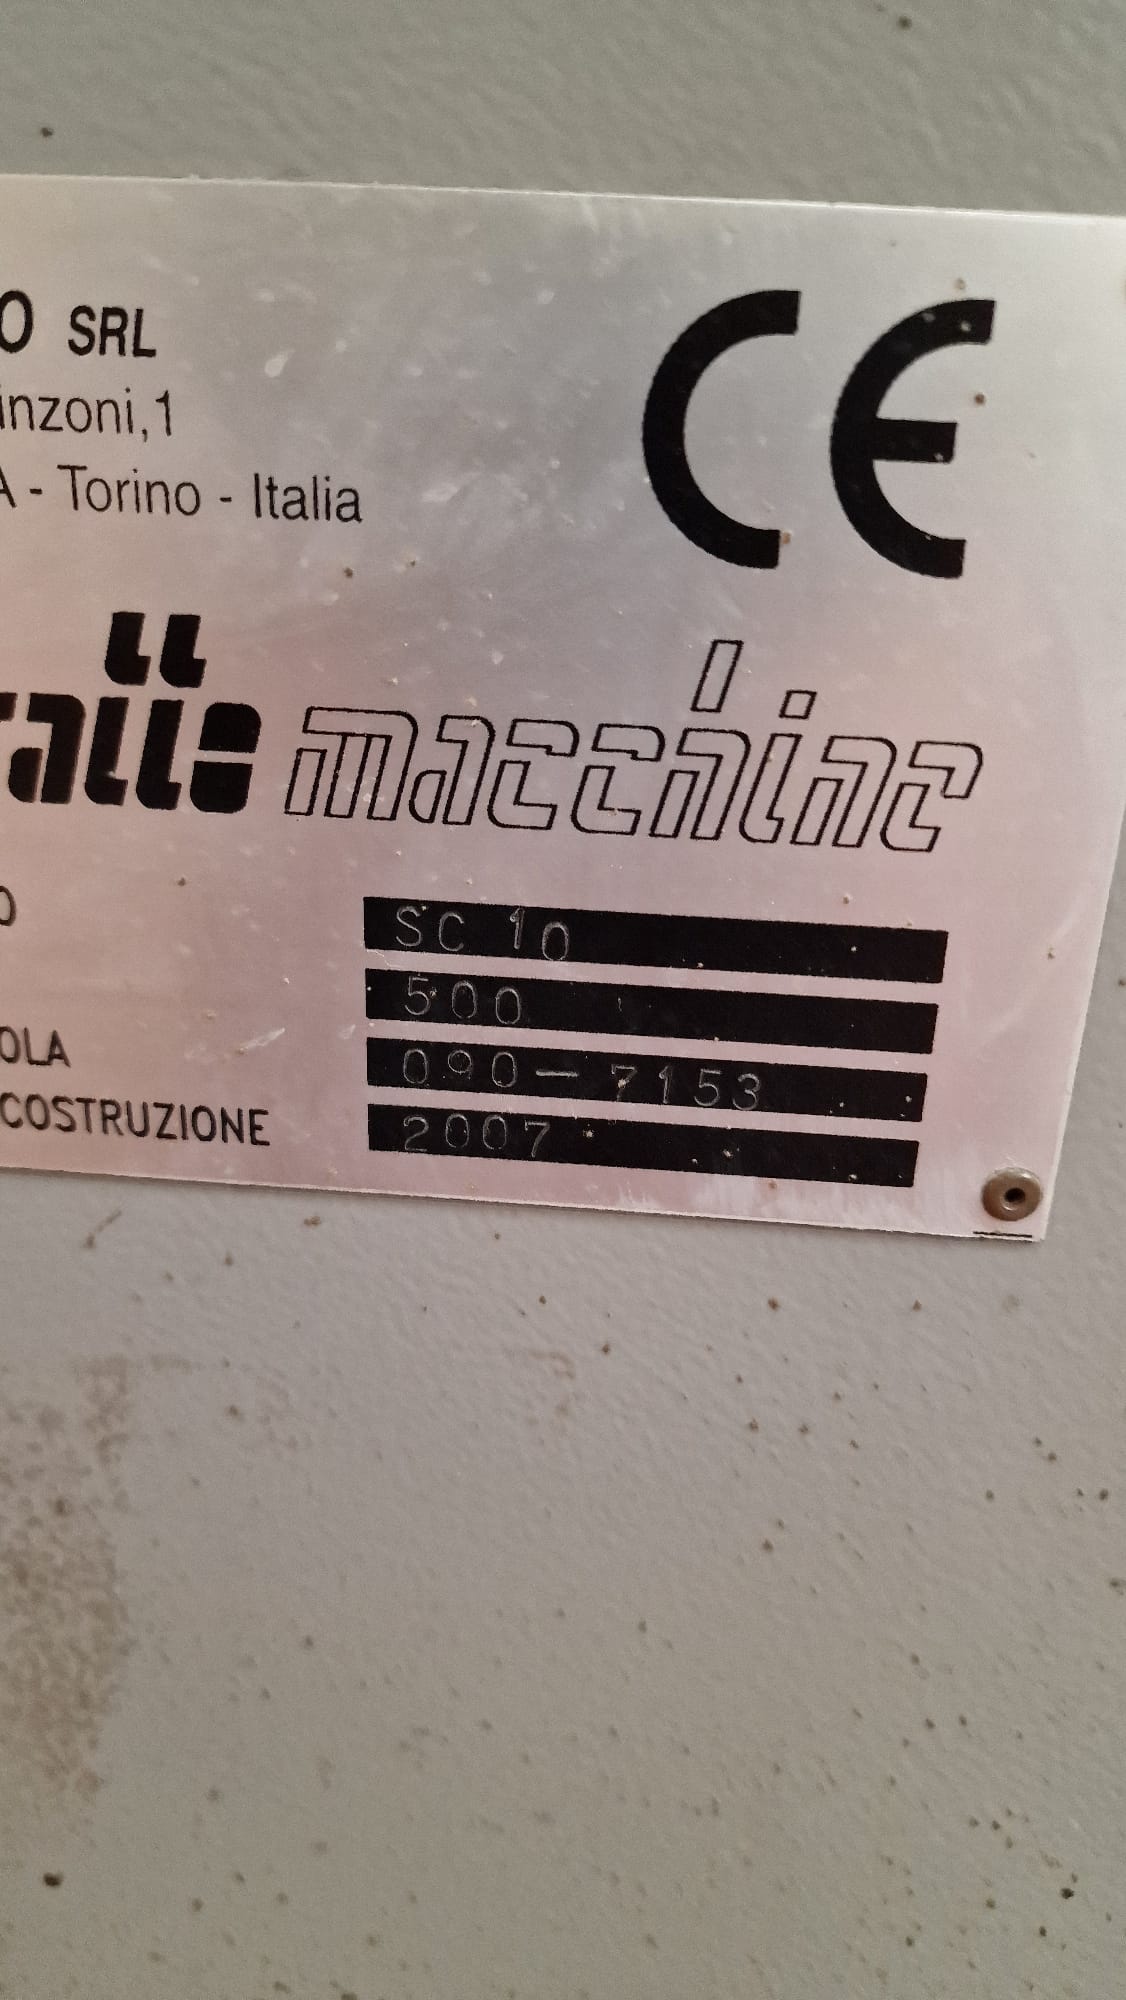 O SRL
inzoni,1
A - Torino - Italia
CE
macchine
O SC 10
500
OLA 090-7153
COSTRUZIONE 2007